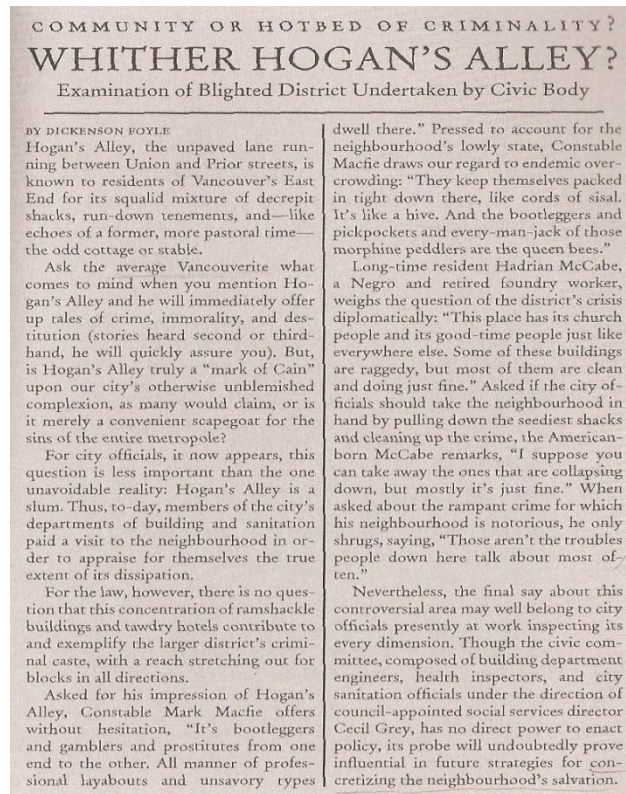 COMMUNITY OR HOTBED OF CRIMINALITY?
WHITHER HOGAN'S ALLEY?
Examination of Blighted District Undertaken by Civic Body
BY DICKENSON FOYLE
Hogan's Alley, the unpaved lane run-
ning between Union and Prior streets, is
known to residents of Vancouver's East
End for its squalid mixture of decrepit
shacks, run-down tenements, and—like
echoes of a former, more pastoral time—
the odd cottage or stable.
Ask the average Vancouverite what
comes to mind when you mention Ho-
gan's Alley and he will immediately offer
up tales of crime, immorality, and des-
titution (stories heard second or third-
hand, he will quickly assure you). But,
is Hogan's Alley truly a "mark of Cain"
upon our city's otherwise unblemished
complexion, as many would claim, or is
it merely a convenient scapegoat for the
sins of the entire metropole?
For city officials, it now appears, this
question is less important than the one
unavoidable reality: Hogan's Alley is a
slum. Thus, to-day, members of the city's
departments of building and sanitation
paid a visit to the neighbourhood in or-
der to appraise for themselves the true
extent of its dissipation.
For the law, however, there is no ques-
tion that this concentration of ramshackle
buildings and tawdry hotels contribute to
and exemplify the larger district's crimi-
nal caste, with a reach stretching out for
blocks in all directions.
Asked for his impression of Hogan's
Alley, Constable Mark Macfie offers
without hesitation, "It's bootleggers
and gamblers and prostitutes from one
end to the other. All manner of profes-
sional layabouts and unsavory types
dwell there." Pressed to account for the
neighbourhood's lowly state, Constable
Macfie draws our regard to endemic over-
crowding: "They keep themselves packed
in tight down there, like cords of sisal.
It's like a hive. And the bootleggers and
pickpockets and every-man-jack of those
morphine peddlers are the queen bees."
Long-time resident Hadrian McCabe,
a Negro and retired foundry worker,
weighs the question of the district's crisis
diplomatically: "This place has its church
people and its good-time people just like
everywhere else. Some of these buildings
are raggedy, but most of them are clean
and doing just fine." Asked if the city of-
ficials should take the neighbourhood in
hand by pulling down the seediest shacks
and cleaning up the crime, the American-
born McCabe remarks, "I suppose you
can take away the ones that are collapsing
down, but mostly it's just fine." When
asked about the rampant crime for which
his neighbourhood is notorious, he only
shrugs, saying, "Those aren't the troubles
people down here talk about most of-
ten."
Nevertheless, the final say about this
controversial area may well belong to city
officials presently at work inspecting its
every dimension. Though the civic com-
mittee, composed of building department
engineers, health inspectors, and city
sanitation officials under the direction of
council-appointed social services director
Cecil Grey, has no direct power to enact
policy, its probe will undoubtedly prove
influential in future strategies for con-
cretizing the neighbourhood's salvation.